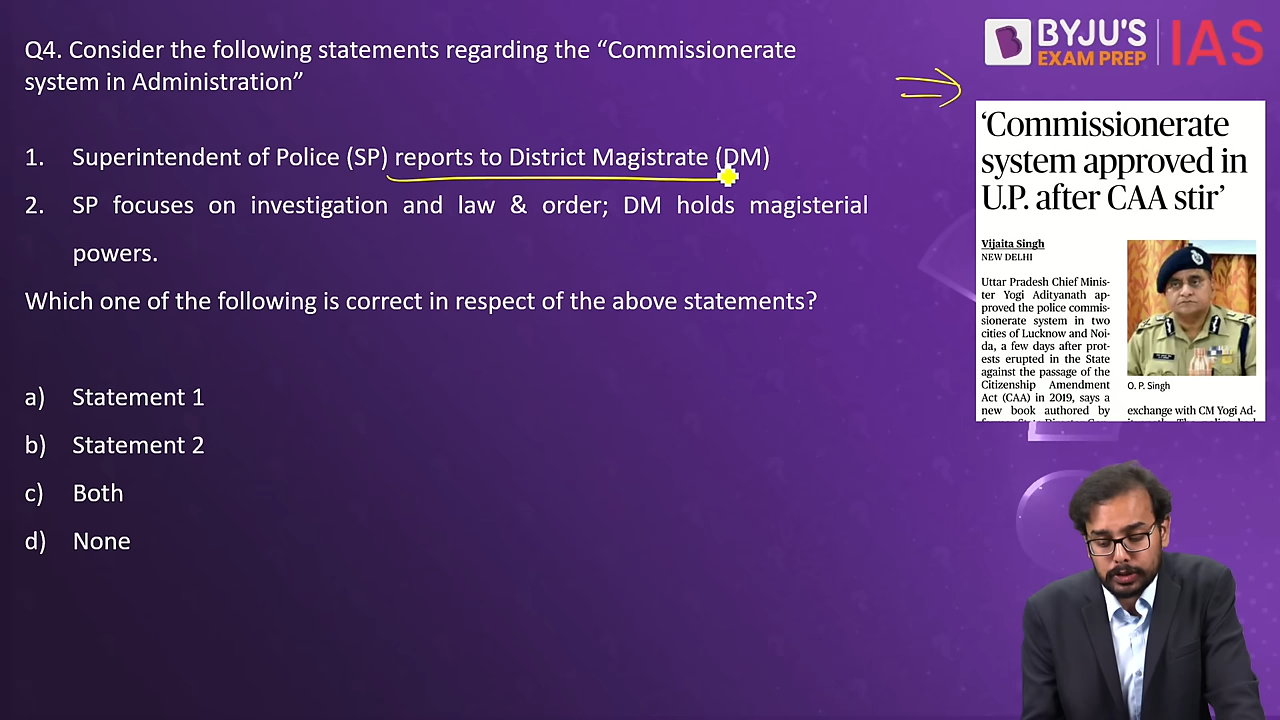 Q4. Consider the following statements regarding the “Commissionerate
system in Administration”
1. Superintendent of Police (SP) reports to District Magistrate (DM)
2. SP focuses on investigation and law & order; DM holds magisterial
powers.
Which one of the following is correct in respect of the above statements?
a) Statement 1
b) Statement 2
c) Both
d) None
BYJU'S
EXAM PREP
IAS
‘Commissionerate
system approved in
U.P. after CAA stir’
Vijaita Singh
NEW DELHI
Uttar Pradesh Chief Minis-
ter Yogi Adityanath ap-
proved the police commis-
sionerate system in two
cities of Lucknow and Noi-
da, a few days after prot-
ests erupted in the State
against the passage of the
Citizenship Amendment
Act (CAA) in 2019, says a
new book authored by
O. P. Singh
exchange with CM Yogi Ad-